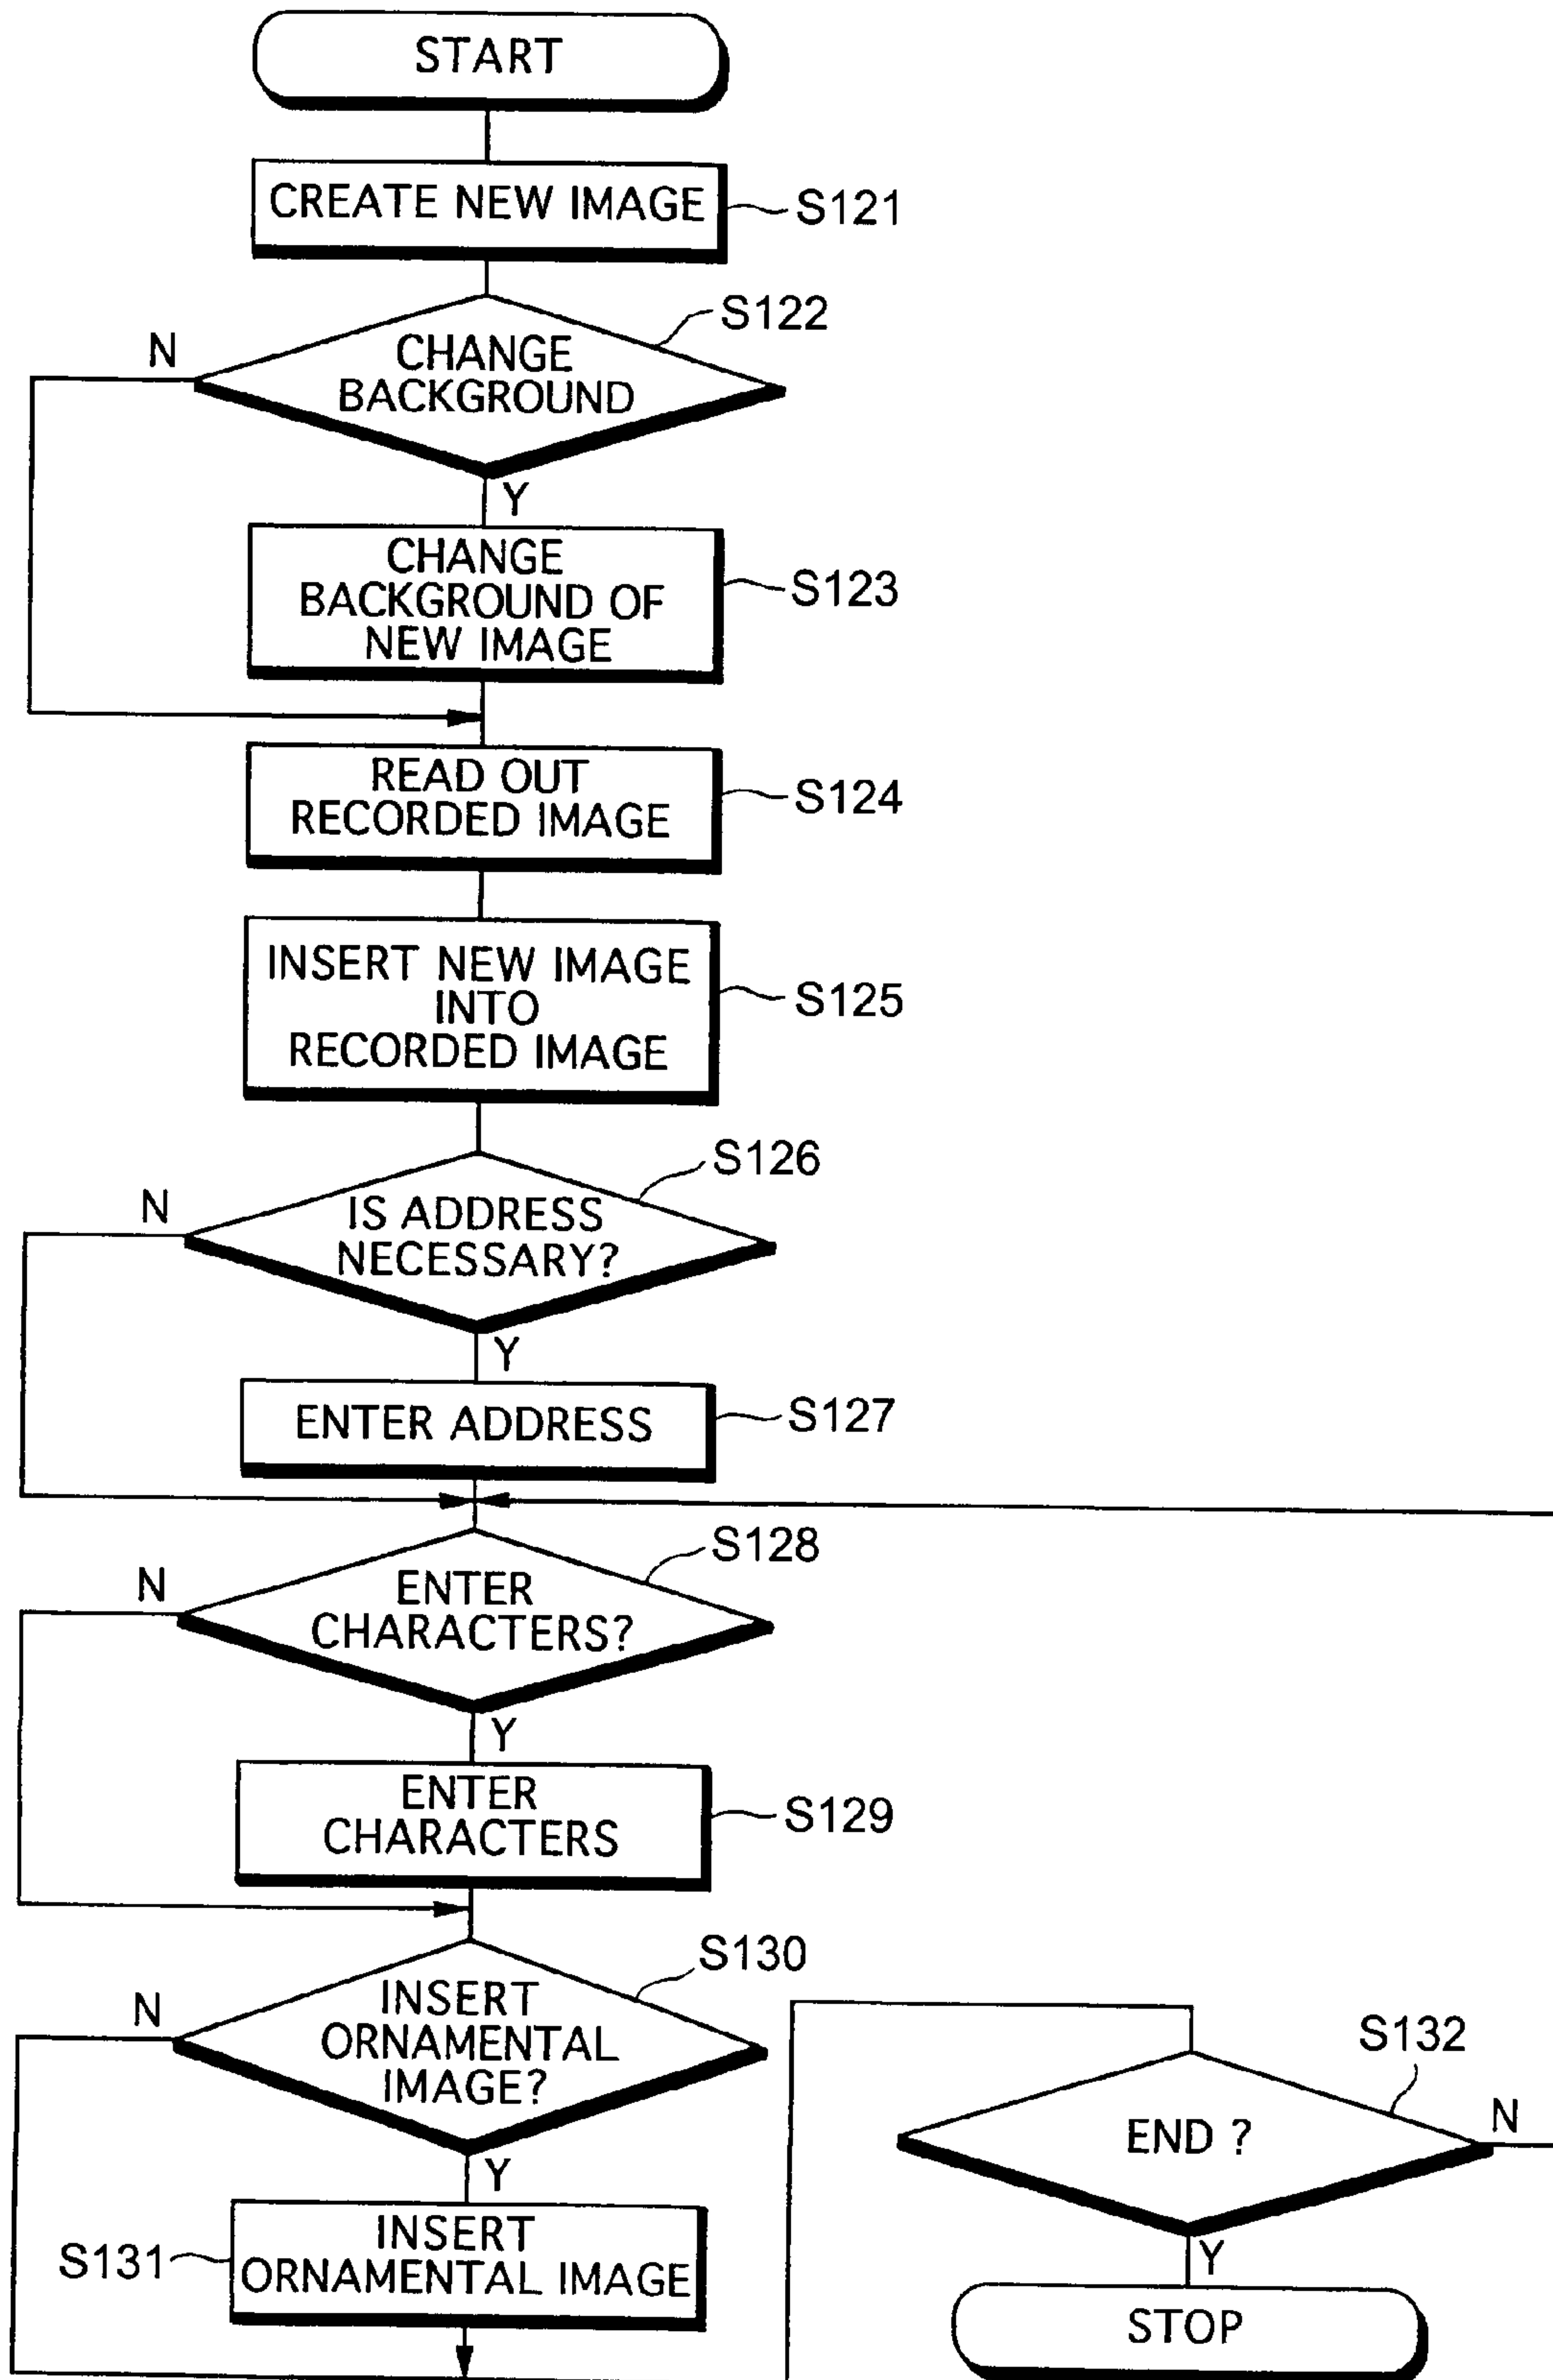 START
CREATE NEW IMAGE
S121
S122
N
CHANGE
BACKGROUND
Y
CHANGE
BACKGROUND OF
NEW IMAGE
S123
READ OUT
RECORDED IMAGE
S124
INSERT NEW IMAGE
INTO
RECORDED IMAGE
S125
S126
N
IS ADDRESS
NECESSARY?
Y
ENTER ADDRESS
S127
S128
N
ENTER
CHARACTERS?
Y
ENTER
CHARACTERS
S129
S130
N
INSERT
ORNAMENTAL
IMAGE?
Y
S131
INSERT
ORNAMENTAL IMAGE
S132
END ?
N
Y
STOP